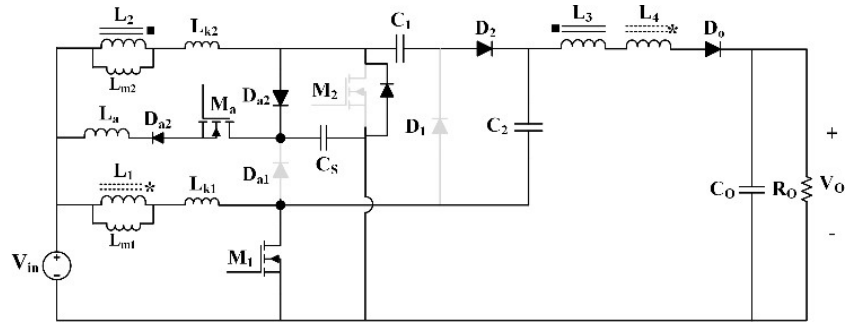 L2
Lk2
C1
D2
L3
L4
Do
Lm2
M2
La
Da2
Ma
Da2
CS
D1
C2
Da1
L1
Lk1
Lm1
M1
Vin
CO
RO
+
VO
-